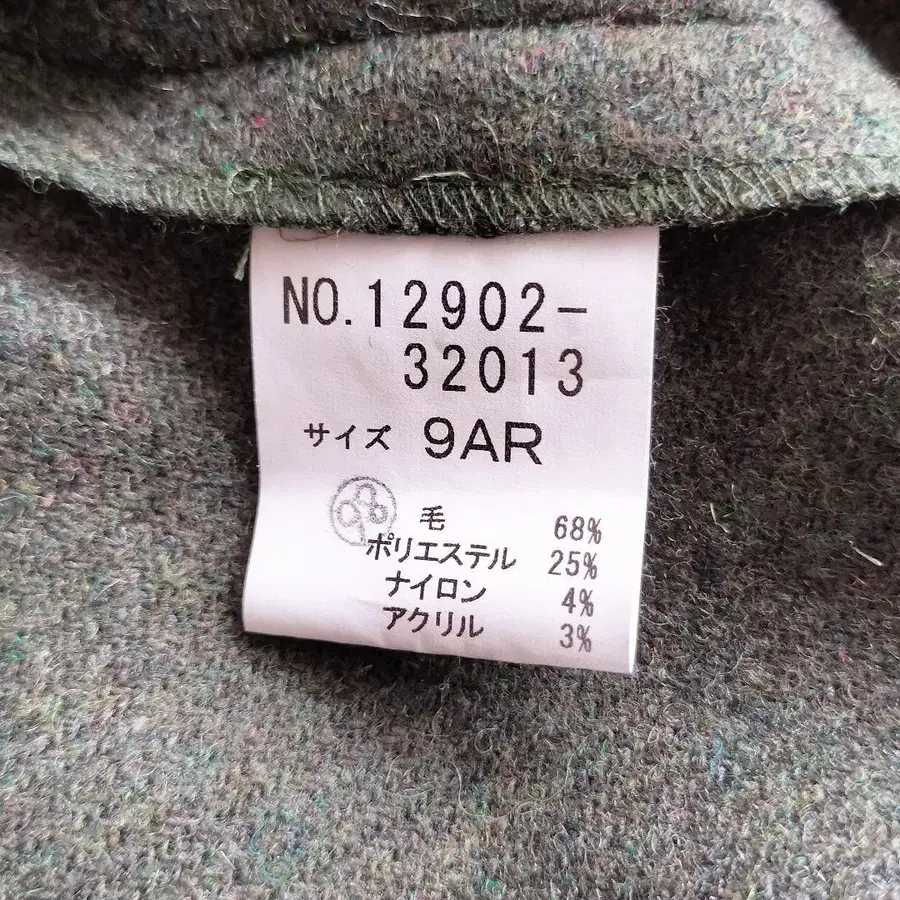 NO.12902-
32013
サイズ 9AR
毛 68%
ポリエステル 25%
ナイロン 4%
アクリル 3%